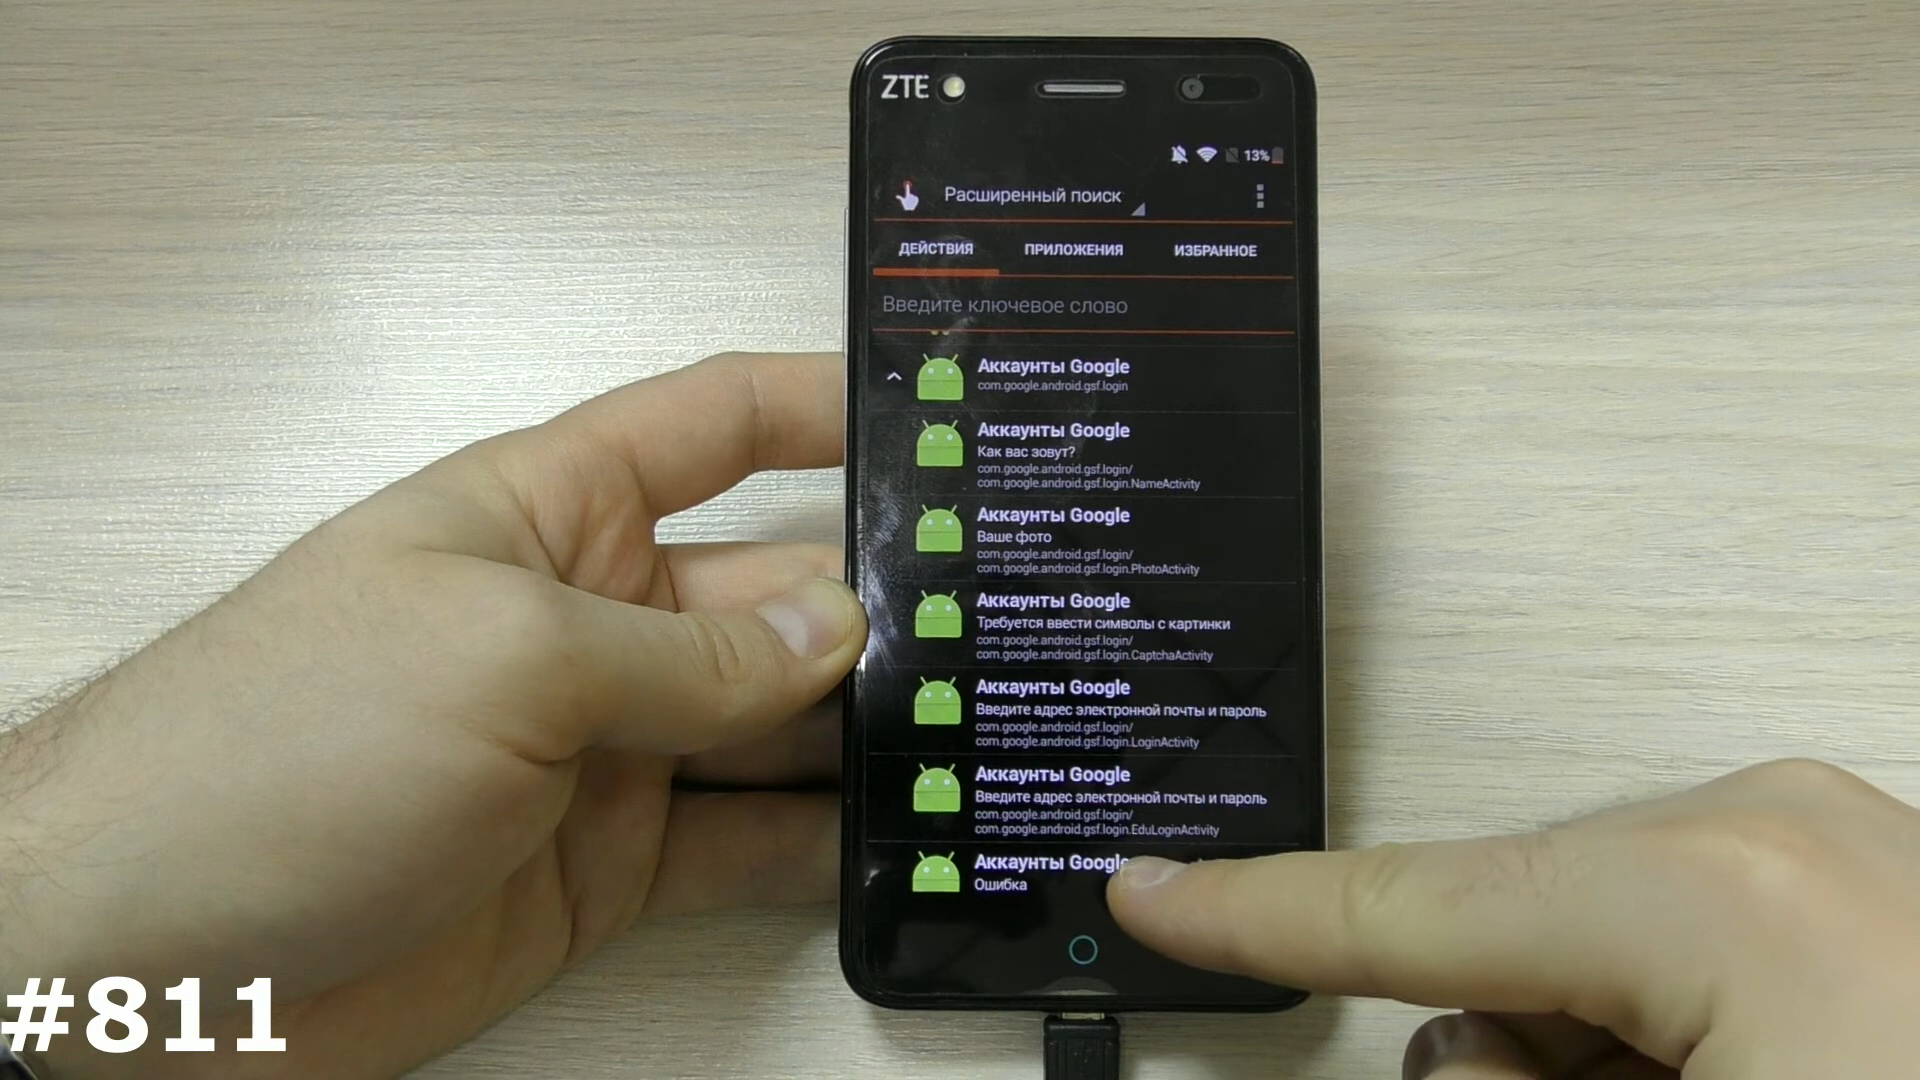 ZTE
13%
Расширенный поиск
ДЕЙСТВИЯ ПРИЛОЖЕНИЯ ИЗБРАННОЕ
Введите ключевое слово
Аккаунты Google
com.google.android.gsf.login
Аккаунты Google
Как вас зовут?
com.google.android.gsf.login/
com.google.android.gsf.login.NameActivity
Аккаунты Google
Ваше фото
com.google.android.gsf.login/
com.google.android.gsf.login.PhotoActivity
Аккаунты Google
Требуется ввести символы с картинки
com.google.android.gsf.login/
com.google.android.gsf.login.CaptchaActivity
Аккаунты Google
Введите адрес электронной почты и пароль
com.google.android.gsf.login/
com.google.android.gsf.login.LoginActivity
Аккаунты Google
Введите адрес электронной почты и пароль
com.google.android.gsf.login/
com.google.android.gsf.login.EduLoginActivity
Аккаунты Google
Ошибка
#811